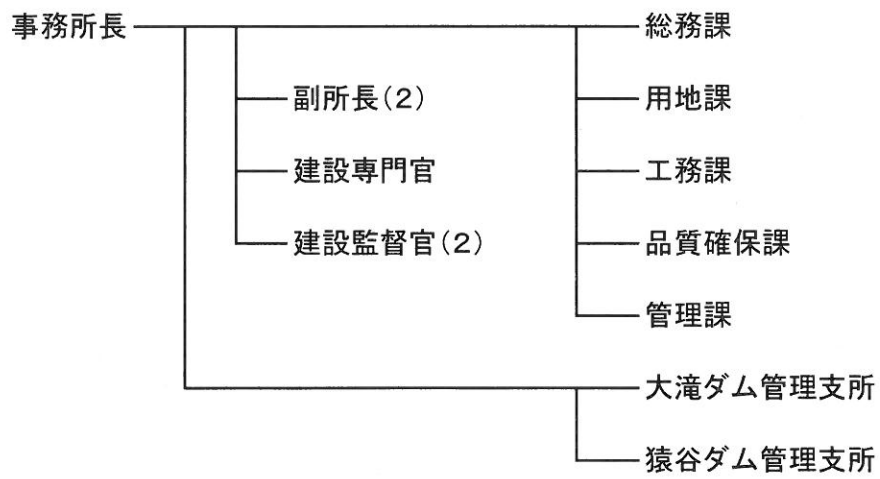 事務所長
総務課
副所長(2)
用地課
建設専門官
工務課
建設監督官(2)
品質確保課
管理課
大滝ダム管理支所
猿谷ダム管理支所